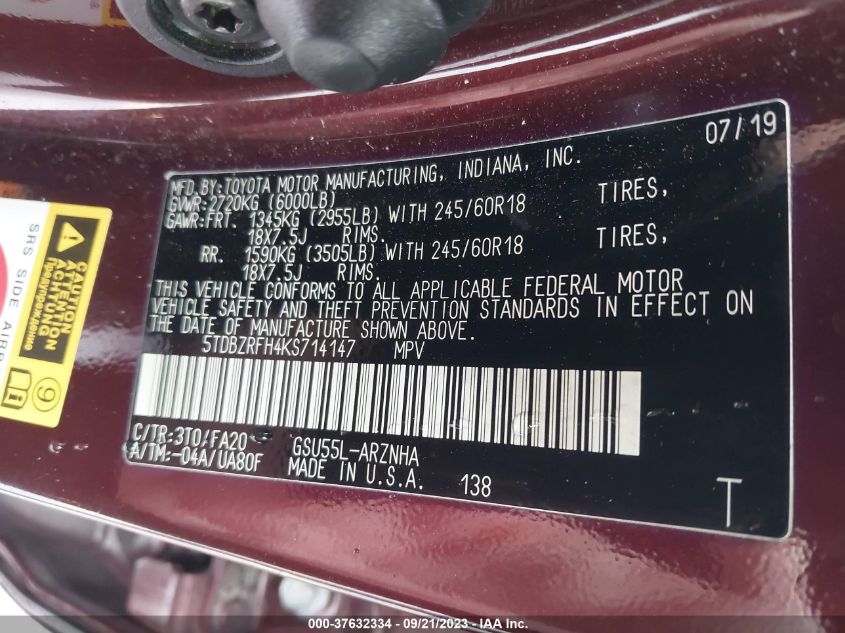 07/19
MFD.BY:TOYOTA MOTOR MANUFACTURING, INDIANA, INC.
GVWR:2720KG (6000LB)
GAWR:FRT. 1345KG (2955LB) WITH 245/60R18 TIRES,
18X7.5J RIMS.
RR. 1590KG (3505LB) WITH 245/60R18 TIRES,
18X7.5J RIMS.
THIS VEHICLE CONFORMS TO ALL APPLICABLE FEDERAL MOTOR
VEHICLE SAFETY AND THEFT PREVENTION STANDARDS IN EFFECT ON
THE DATE OF MANUFACTURE SHOWN ABOVE.
5TDBZRFH4KS714147 MPV
C/TR:3T0/FA20 GSU55L-ARZNHA
A/TM:-04A/UA80F MADE IN U.S.A. 138
T
SRS SIDE AIRB
CAUTION
ACHTUNG
ATTENTION
Предупреждение
9
000-37632334 - 09/21/2023 - IAA Inc.